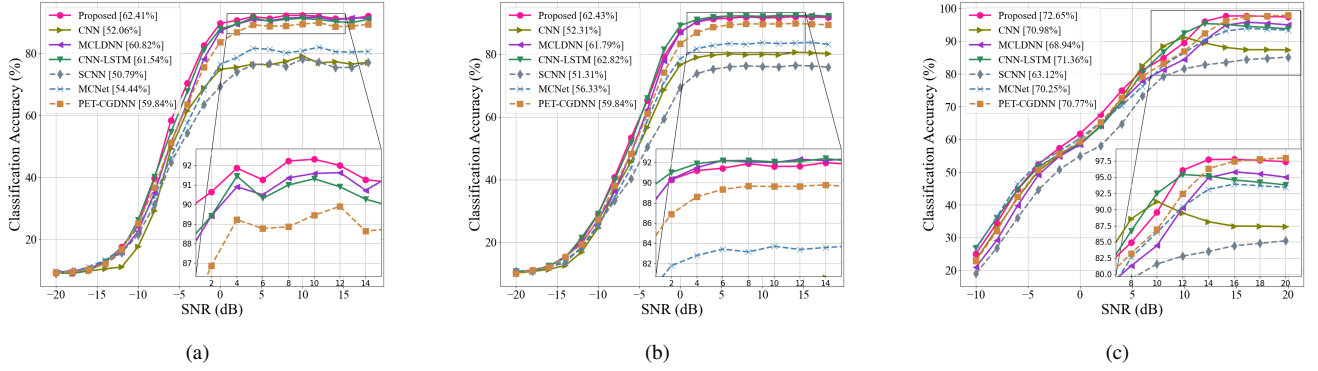 Classification Accuracy (%)
80
60
40
20
Proposed [62.41%]
CNN [52.06%]
MCLDNN [60.82%]
CNN-LSTM [61.54%]
SCNN [50.79%]
MCNet [54.44%]
PET-CGDNN [59.84%]
92
91
90
89
88
87
2 4 6 8 10 12 14
−20 −15 −10 −5 0 5 10 15
SNR (dB)
(a)
Classification Accuracy (%)
80
60
40
20
Proposed [62.43%]
CNN [52.31%]
MCLDNN [61.79%]
CNN-LSTM [62.82%]
SCNN [51.31%]
MCNet [56.33%]
PET-CGDNN [59.84%]
92
90
88
86
84
82
2 4 6 8 10 12 14
−20 −15 −10 −5 0 5 10 15
SNR (dB)
(b)
Classification Accuracy (%)
100
90
80
70
60
50
40
30
20
Proposed [72.65%]
CNN [70.98%]
MCLDNN [68.94%]
CNN-LSTM [71.36%]
SCNN [63.12%]
MCNet [70.25%]
PET-CGDNN [70.77%]
97.5
95.0
92.5
90.0
87.5
85.0
82.5
80.0
8 10 12 14 16 18 20
−10 −5 0 5 10 15 20
SNR (dB)
(c)